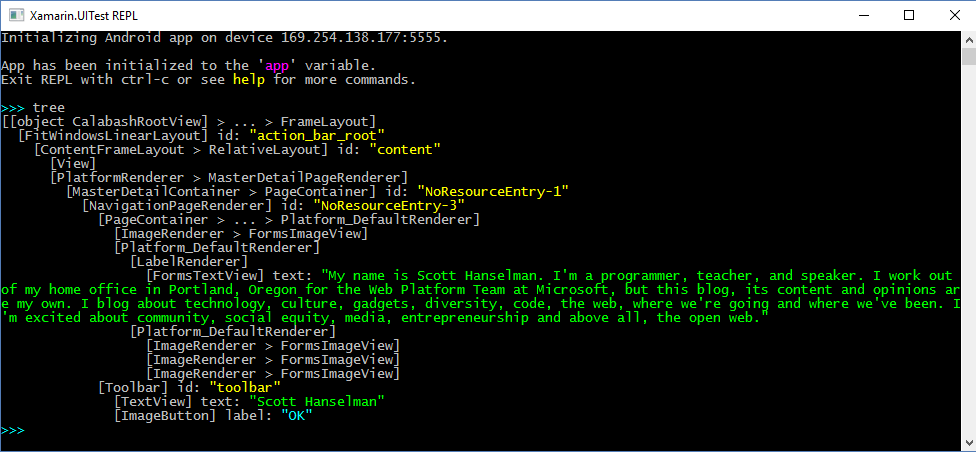 Xamarin.UITest REPL
Initializing Android app on device 169.254.138.177:5555.
App has been initialized to the 'app' variable.
Exit REPL with ctrl-c or see help for more commands.
>>> tree
[[object CalabashRootView] > ... > FrameLayout]
[FitWindowsLinearLayout] id: "action_bar_root"
[ContentFrameLayout > RelativeLayout] id: "content"
[View]
[PlatformRenderer > MasterDetailPageRenderer]
[MasterDetailContainer > PageContainer] id: "NoResourceEntry-1"
[NavigationPageRenderer] id: "NoResourceEntry-3"
[PageContainer > ... > Platform_DefaultRenderer]
[ImageRenderer > FormsImageView]
[Platform_DefaultRenderer]
[LabelRenderer]
[FormsTextView] text: "My name is Scott Hanselman. I'm a programmer, teacher, and speaker. I work out
of my home office in Portland, Oregon for the Web Platform Team at Microsoft, but this blog, its content and opinions ar
e my own. I blog about technology, culture, gadgets, diversity, code, the web, where we're going and where we've been. I
'm excited about community, social equity, media, entrepreneurship and above all, the open web."
[Platform_DefaultRenderer]
[ImageRenderer > FormsImageView]
[ImageRenderer > FormsImageView]
[ImageRenderer > FormsImageView]
[Toolbar] id: "toolbar"
[TextView] text: "Scott Hanselman"
[ImageButton] label: "OK"
>>>